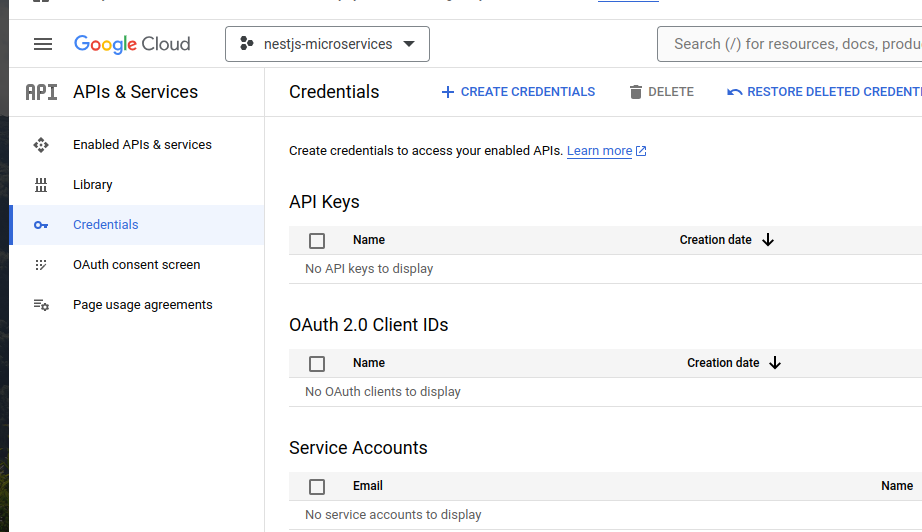 Google Cloud
nestjs-microservices
Search (/) for resources, docs, produ
API
APIs & Services
Credentials
CREATE CREDENTIALS
DELETE
RESTORE DELETED CREDENT
Enabled APIs & services
Library
Credentials
OAuth consent screen
Page usage agreements
Create credentials to access your enabled APIs. Learn more
API Keys
Name Creation date
No API keys to display
OAuth 2.0 Client IDs
Name Creation date
No OAuth clients to display
Service Accounts
Email Name
No service accounts to display